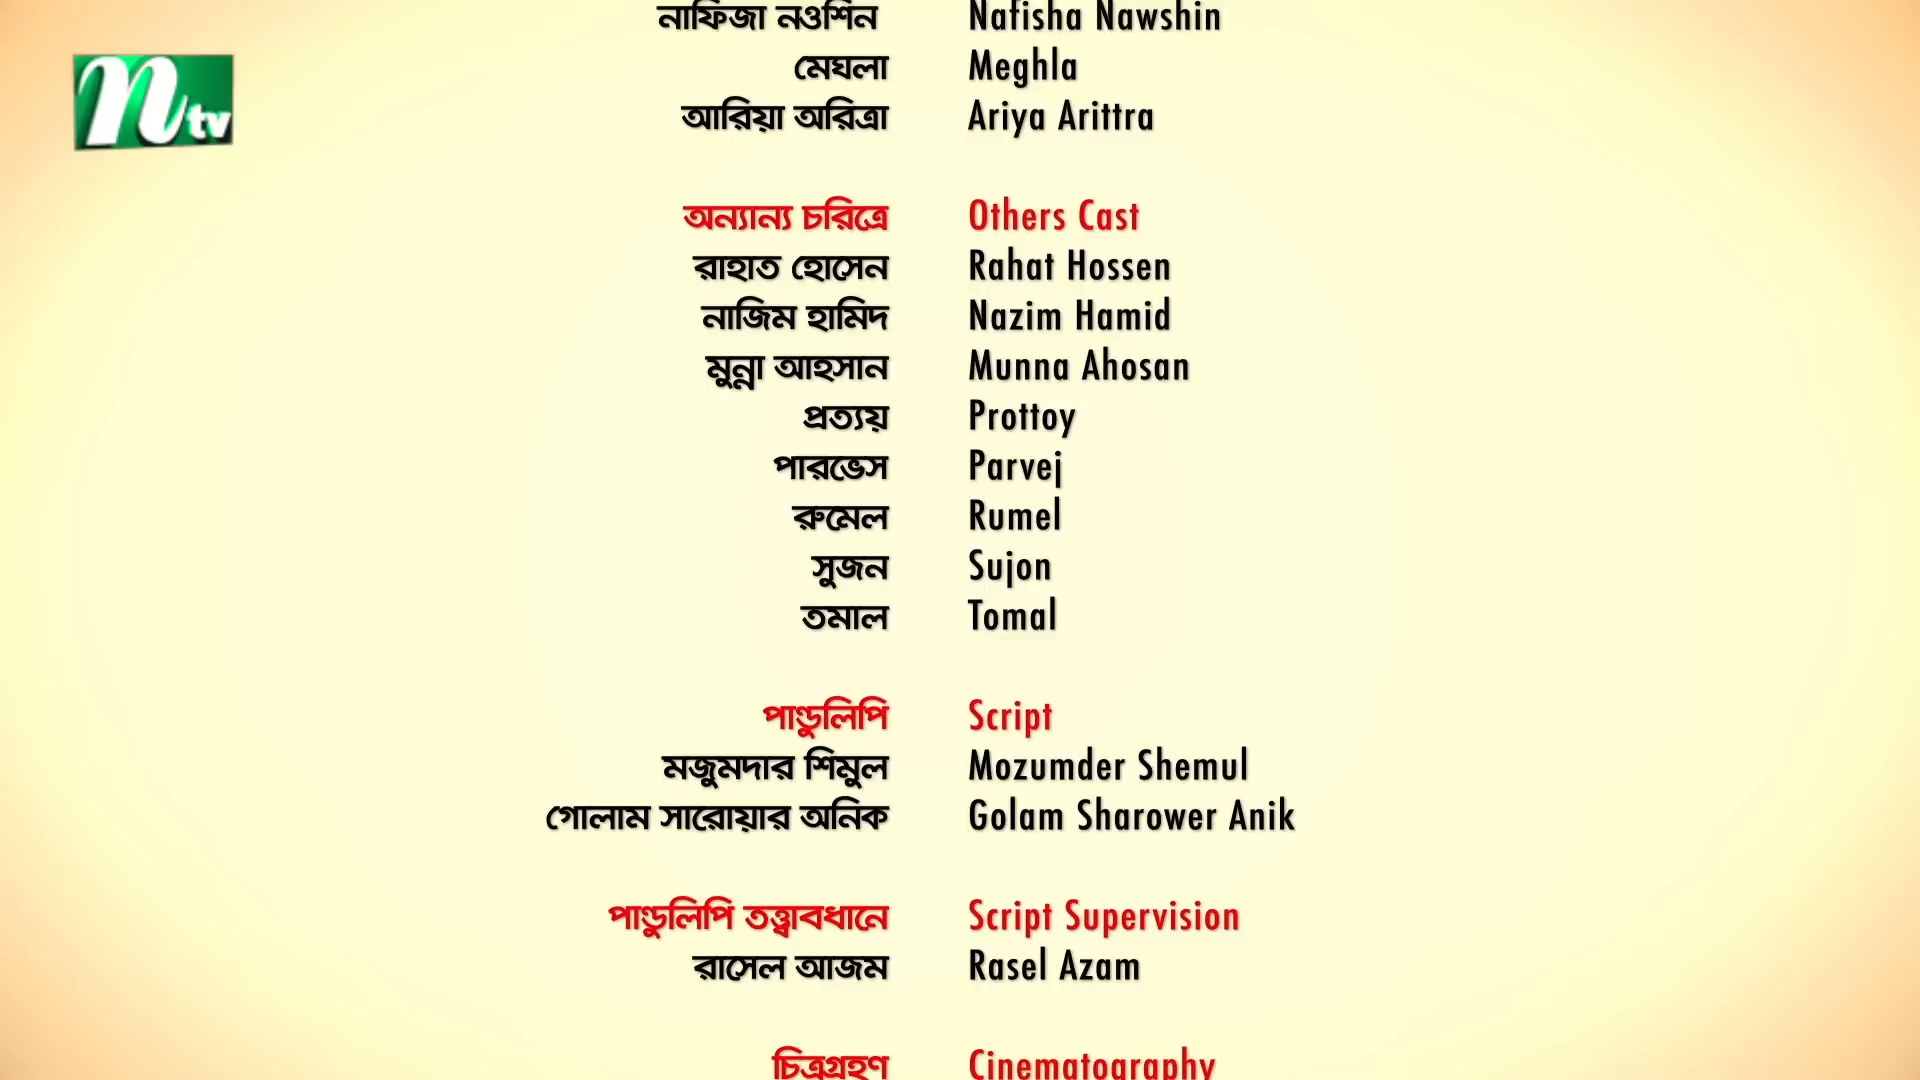 নাফিজা নওশিন Nafisha Nawshin
ntv
মেঘলা Meghla
আরিয়া অরিত্রা Ariya Arittra
অন্যান্য চরিত্রে Others Cast
রাহাত হোসেন Rahat Hossen
নাজিম হামিদ Nazim Hamid
মুন্না আহসান Munna Ahosan
প্রত্যয় Prottoy
পারভেস Parvej
রুমেল Rumel
সুজন Sujon
তমাল Tomal
পাণ্ডুলিপি Script
মজুমদার শিমুল Mozumder Shemul
গোলাম সারোয়ার অনিক Golam Sharower Anik
পাণ্ডুলিপি তত্ত্বাবধানে Script Supervision
রাসেল আজম Rasel Azam
চিত্রগ্রহণ Cinematography